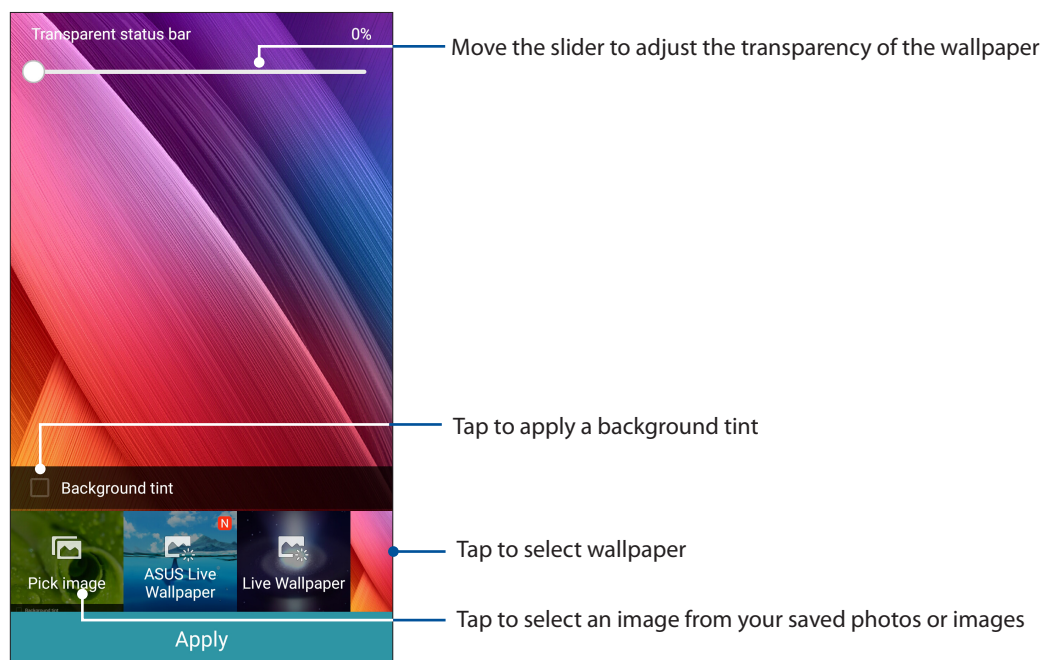 Transparent status bar 0%
Move the slider to adjust the transparency of the wallpaper
Tap to apply a background tint
Background tint
Tap to select wallpaper
N
Pick image
ASUS Live
Wallpaper
Live Wallpaper
Background tint
Tap to select an image from your saved photos or images
Apply